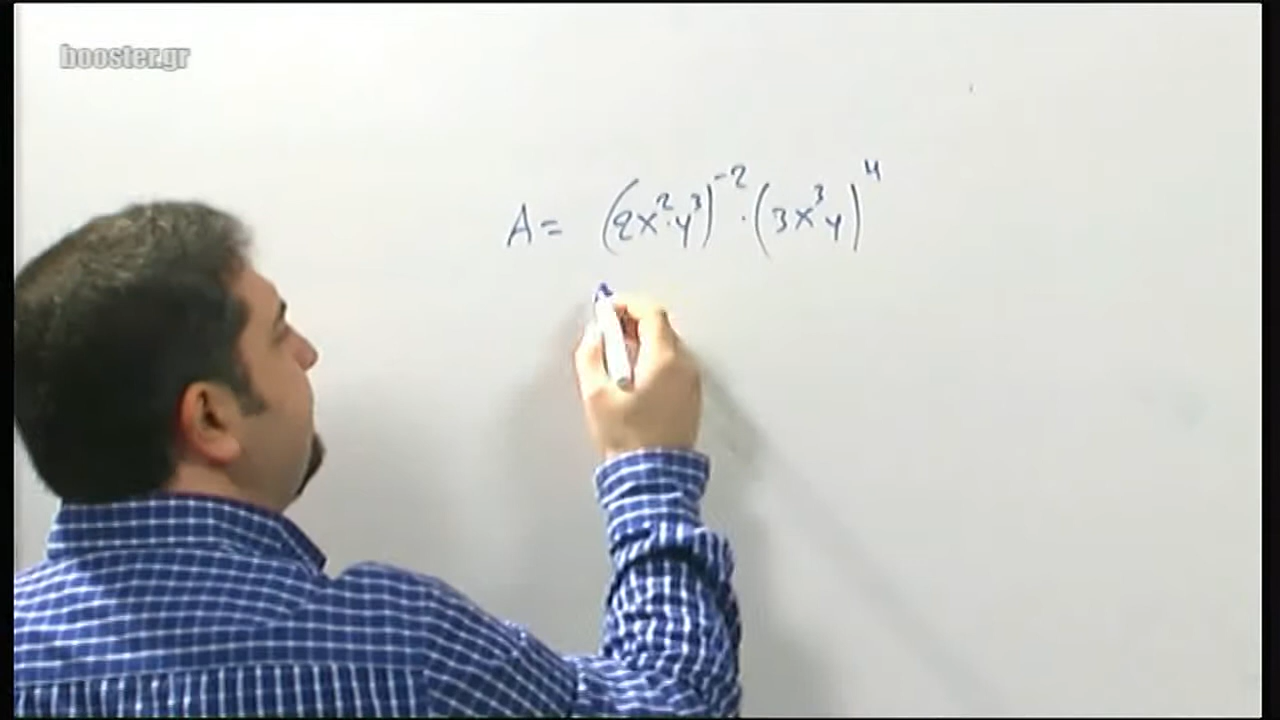 booster.gr
A = (2x²·y³)⁻²·(3x³y)⁴